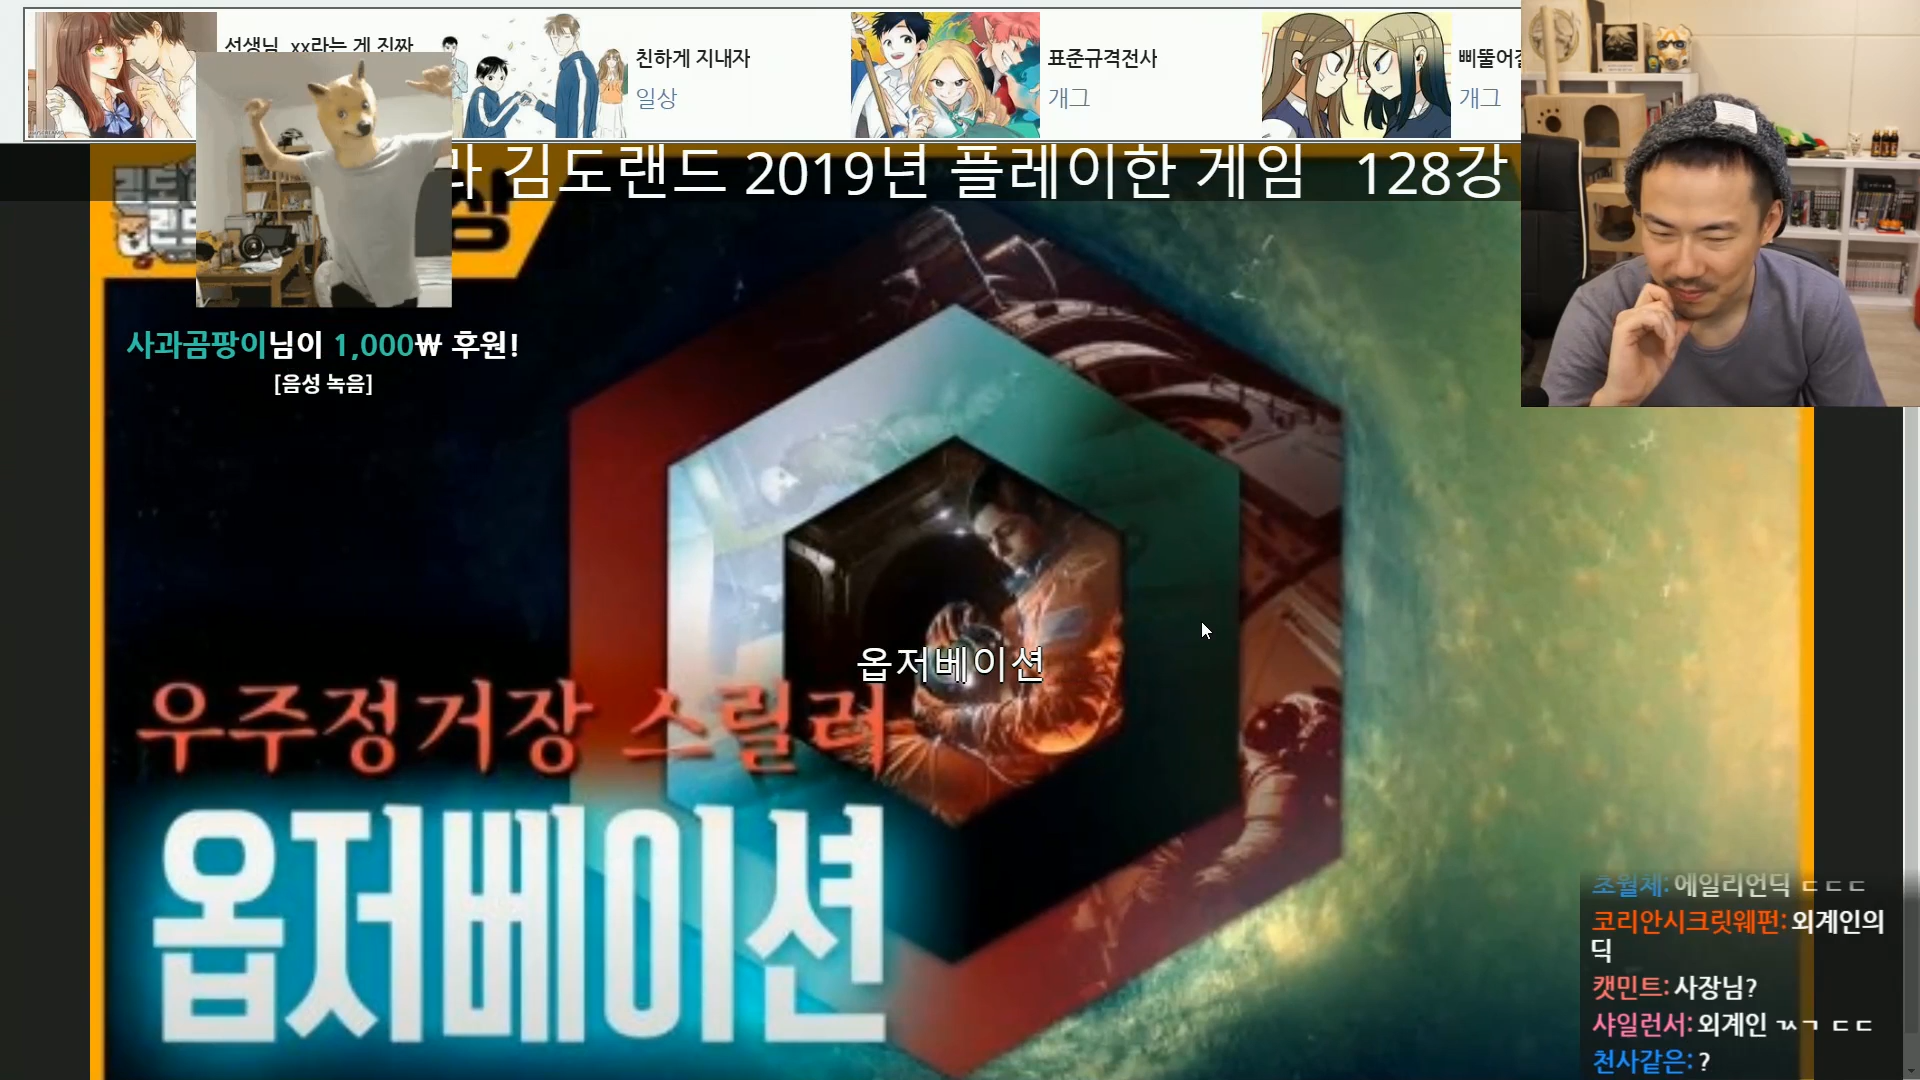 선생님, xx라는 게 진짜
친하게 지내자
일상
표준규격전사
개그
개그
김도랜드 2019년 플레이한 게임 128강
상
사과곰팡이님이 1,000₩ 후원!
[음성 녹음]
옵저베이션
우주정거장 스릴러
옵저베이션
초월체: 에일리언딕 ㄷㄷㄷ
코리안시크릿웨펀: 외계인의
딕
캣민트: 사장님?
샤일런서: 외계인 ㄳㄱ ㄷㄷ
천사같은: ?